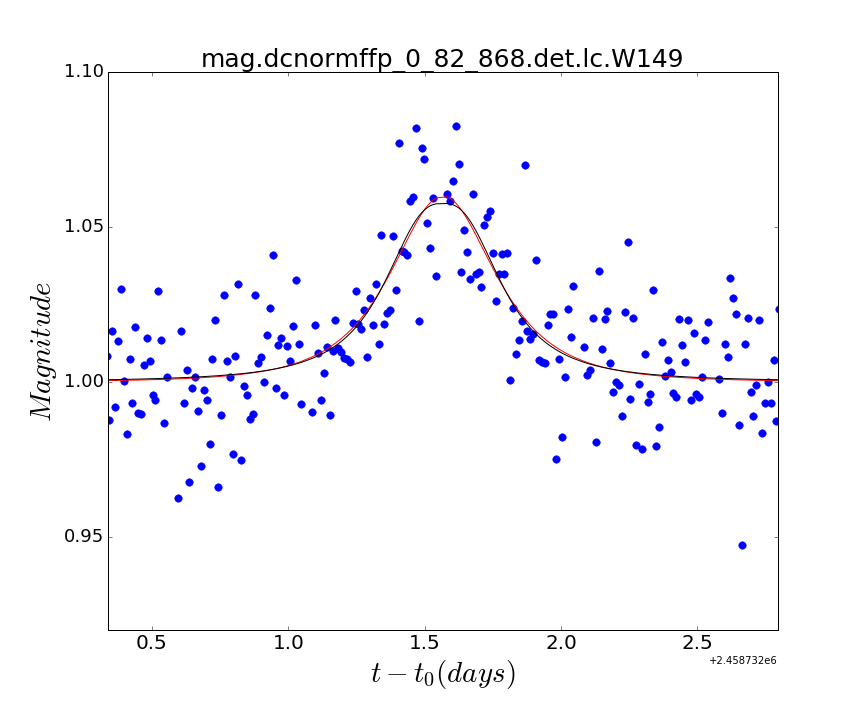 mag.dcnormffp_0_82_868.det.lc.W149
1.10
1.05
1.00
0.95
Magnitude
0.5 1.0 1.5 2.0 2.5
+2.458732e6
t − t0(days)